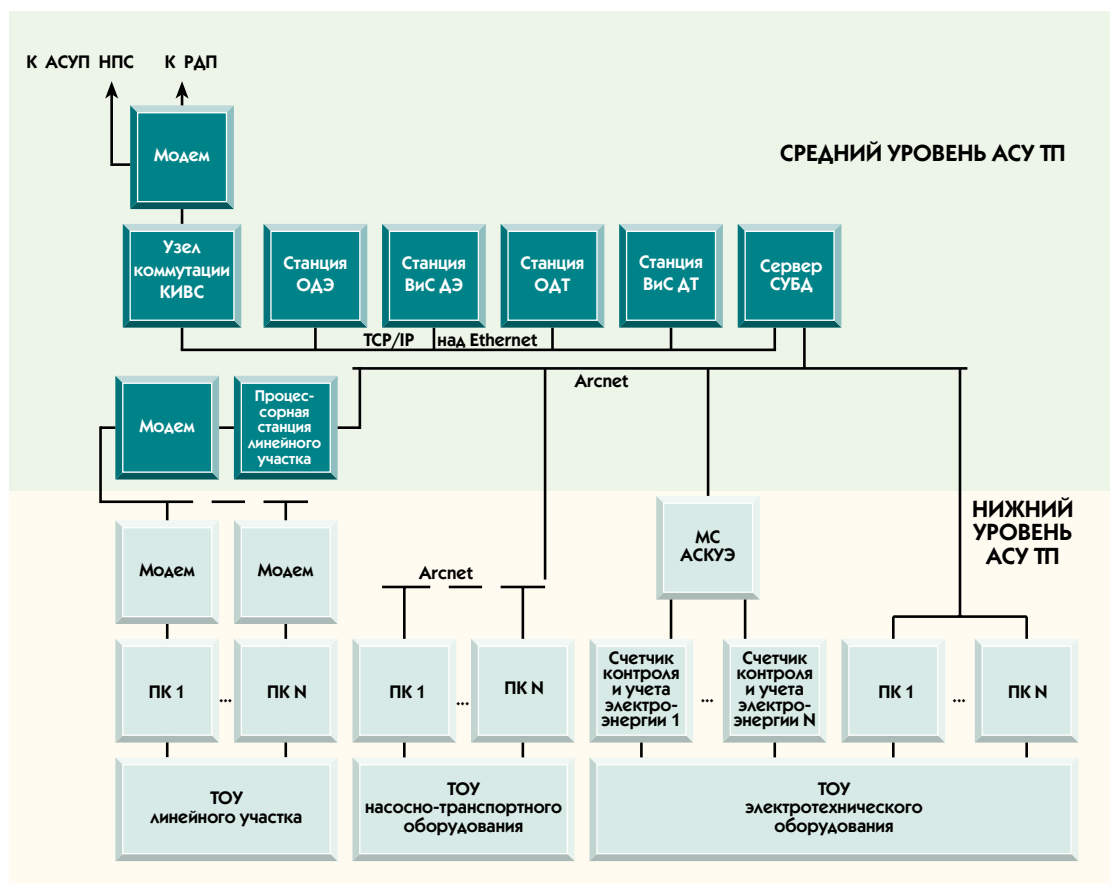 К АСУП НПС
К РДП
Модем
СРЕДНИЙ УРОВЕНЬ АСУ ТП
Узел
коммутации
КИВС
Станция
ОДЭ
Станция
ВиС ДЭ
Станция
ОДТ
Станция
ВиС ДТ
Сервер
СУБД
TCP/IP над Ethernet
Arcnet
Модем
Процес-
сорная
станция
линейного
участка
НИЖНИЙ
УРОВЕНЬ
АСУ ТП
Модем
Модем
Arcnet
МС
АСКУЭ
ПК 1
...
ПК N
ПК 1
...
ПК N
Счетчик
контроля
и учета
электро-
энергии 1
...
Счетчик
контроля
и учета
электро-
энергии N
ПК 1
...
ПК N
ТОУ
линейного участка
ТОУ
насосно-транспортного
оборудования
ТОУ
электротехнического
оборудования